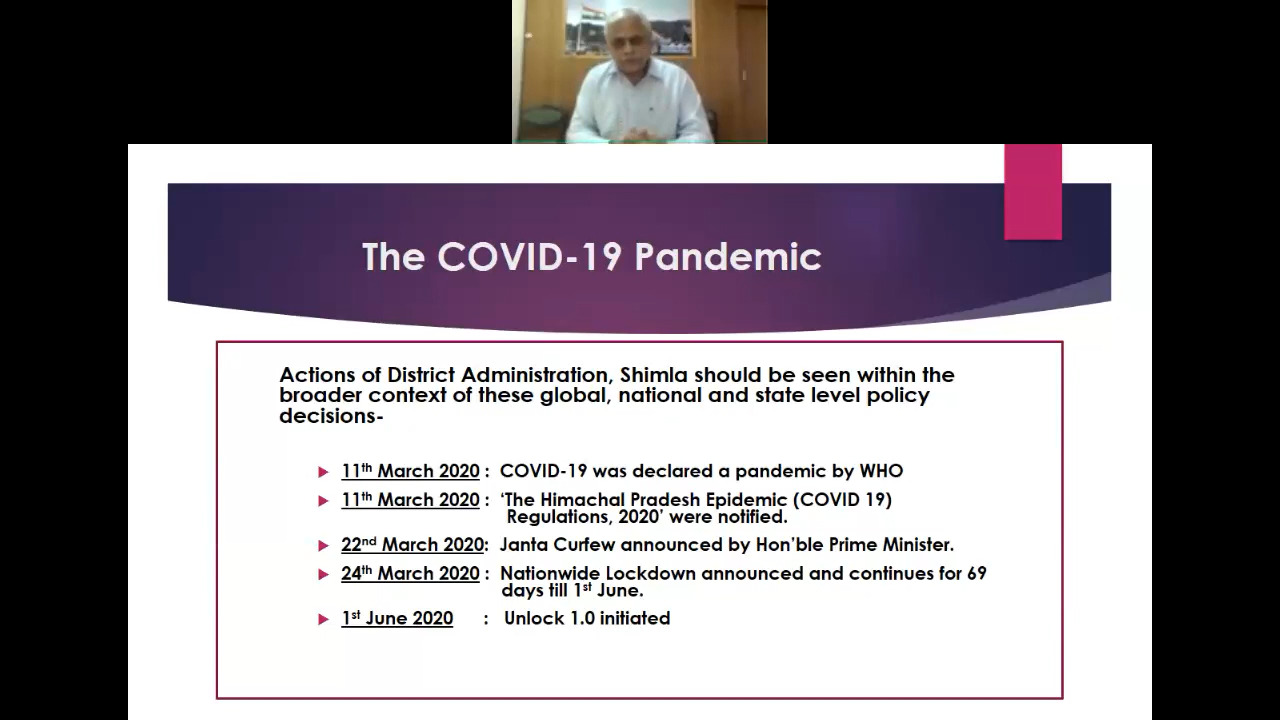 The COVID-19 Pandemic
Actions of District Administration, Shimla should be seen within the
broader context of these global, national and state level policy
decisions-
11th March 2020 : COVID-19 was declared a pandemic by WHO
11th March 2020 : ‘The Himachal Pradesh Epidemic (COVID 19)
Regulations, 2020’ were notified.
22nd March 2020: Janta Curfew announced by Hon’ble Prime Minister.
24th March 2020 : Nationwide Lockdown announced and continues for 69
days till 1st June.
1st June 2020 : Unlock 1.0 initiated